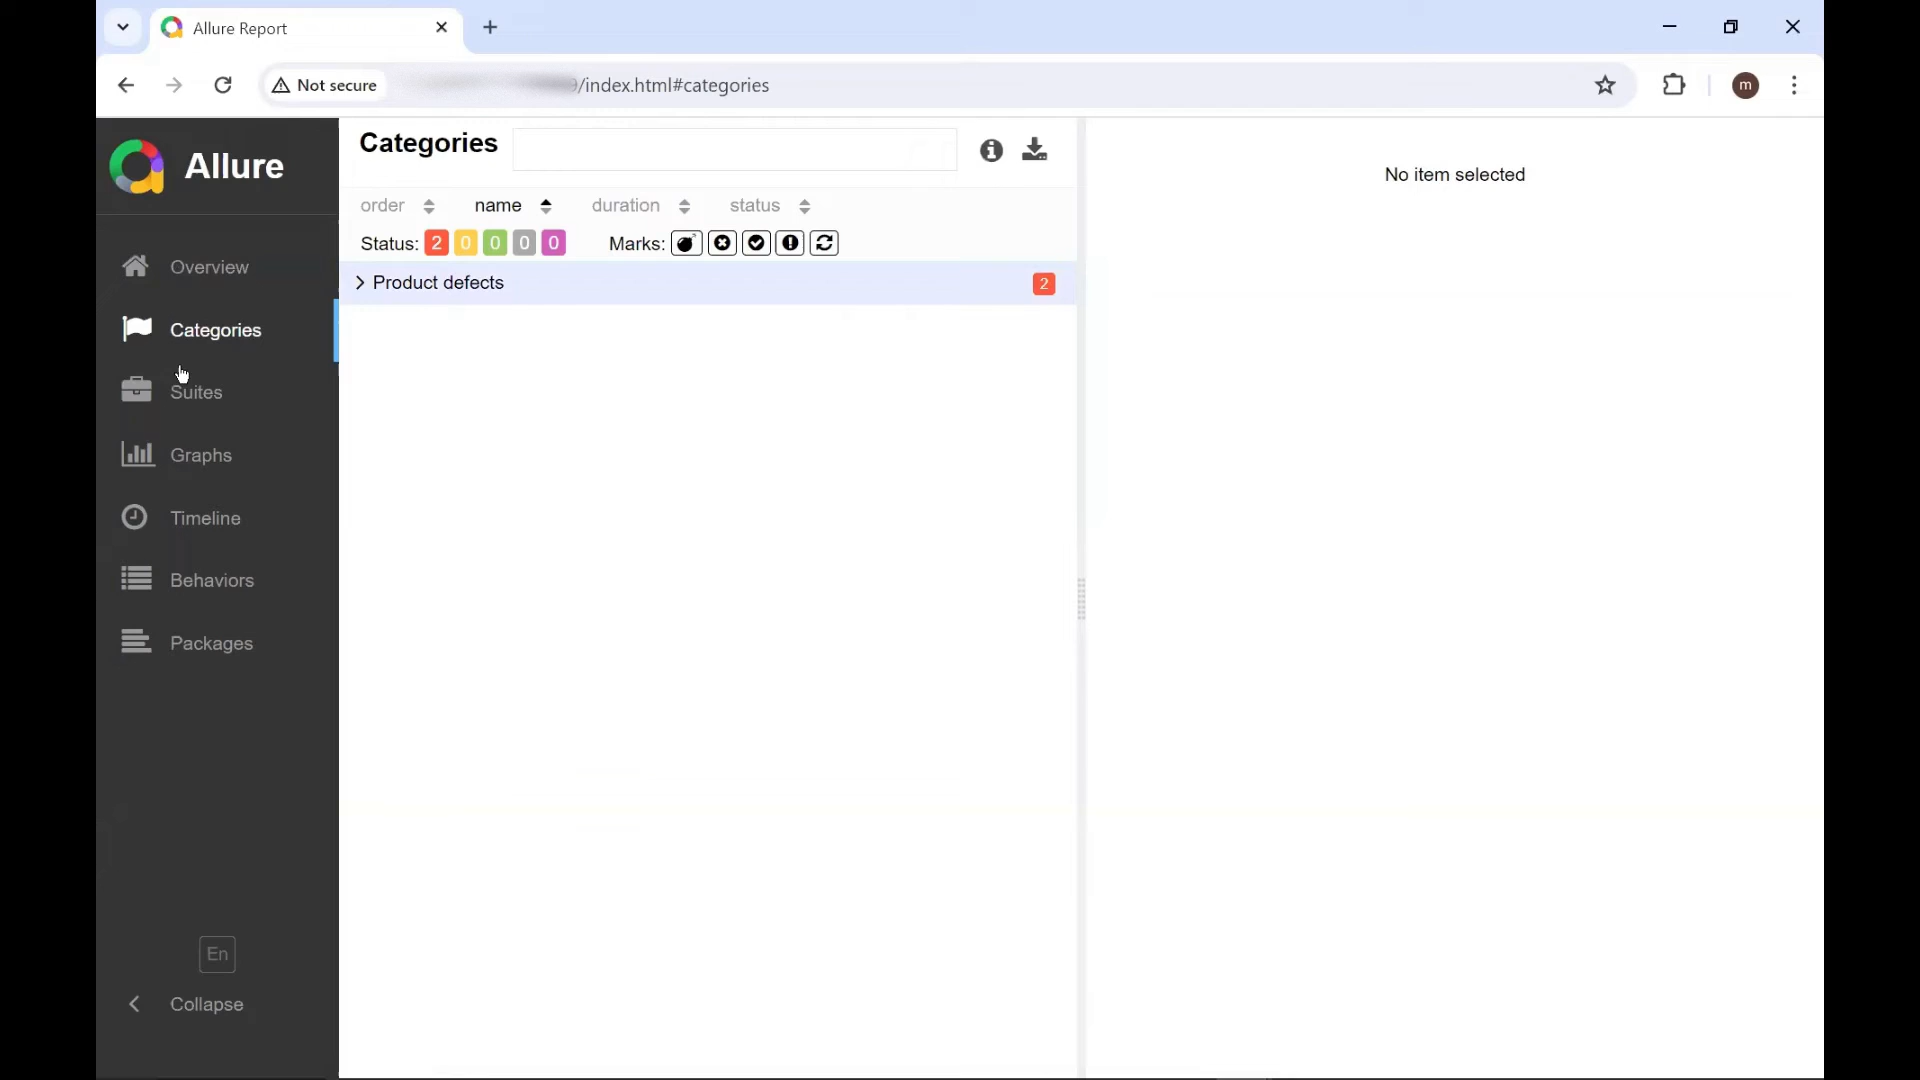 Allure Report
Not secure
/index.html#categories
m
Allure
Categories
No item selected
order name duration status
Status: 2 0 0 0 0 Marks:
Product defects 2
Overview
Categories
Suites
Graphs
Timeline
Behaviors
Packages
En
Collapse